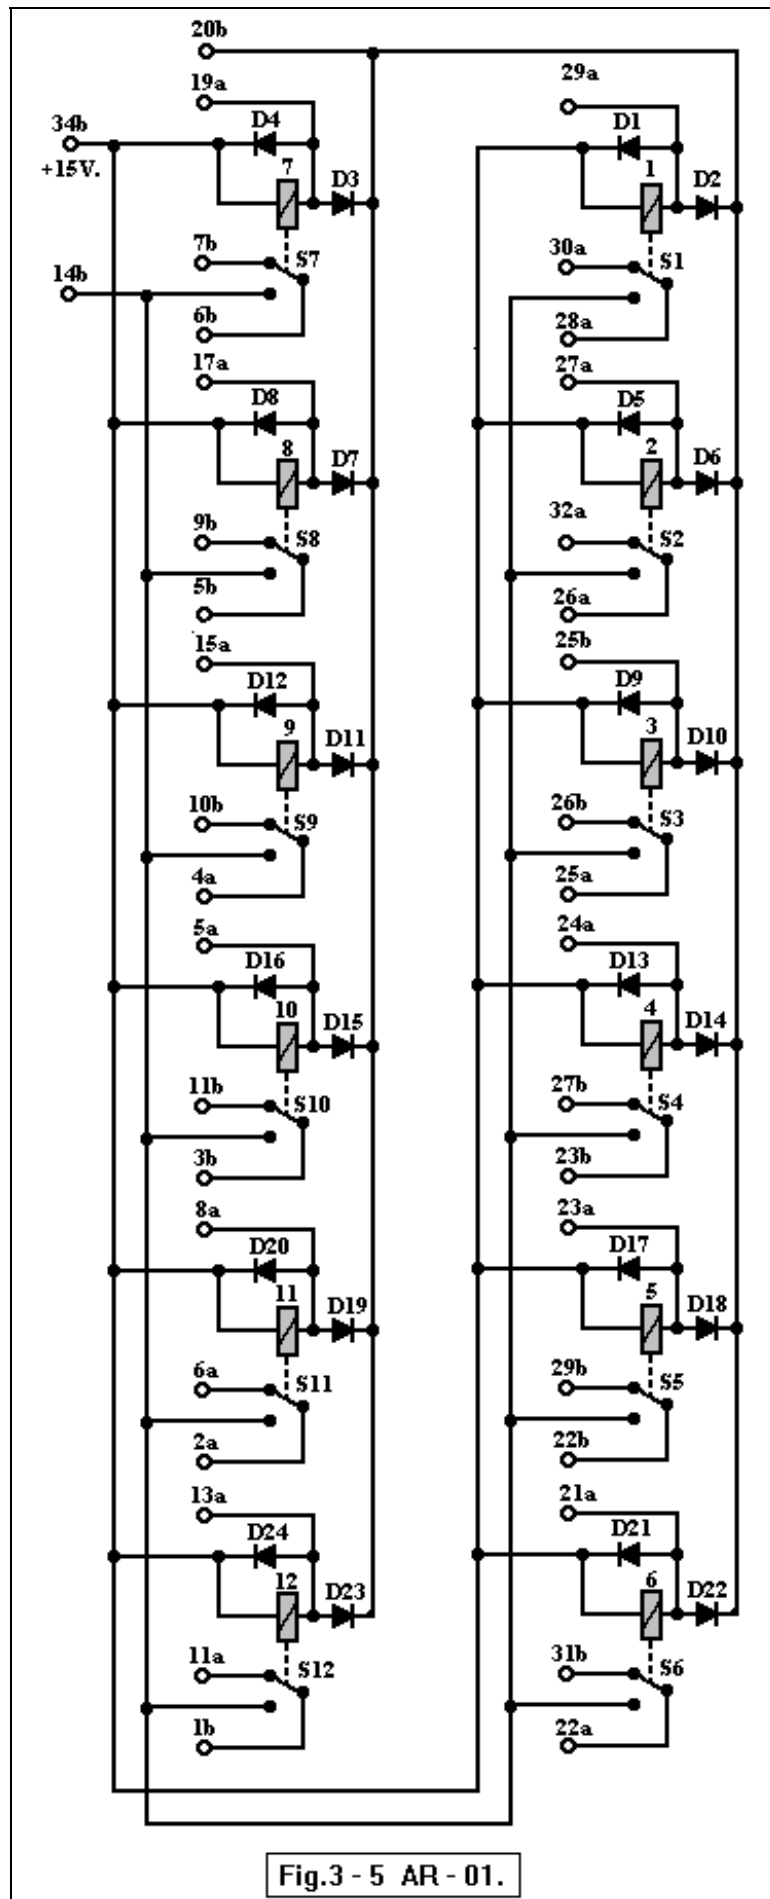 20b
19a
29a
34b
D4
D1
+15V.
7
D3
1
D2
7b
S7
30a
S1
14b
6b
28a
17a
27a
D8
D5
8
D7
2
D6
9b
S8
32a
S2
5b
26a
15a
25b
D12
D9
9
D11
3
D10
10b
S9
26b
S3
4a
25a
5a
24a
D16
D13
10
D15
4
D14
11b
S10
27b
S4
3b
23b
8a
23a
D20
D17
11
D19
5
D18
6a
S11
29b
S5
2a
22b
13a
21a
D24
D21
12
D23
6
D22
11a
S12
31b
S6
1b
22a
Fig.3 - 5 AR - 01.